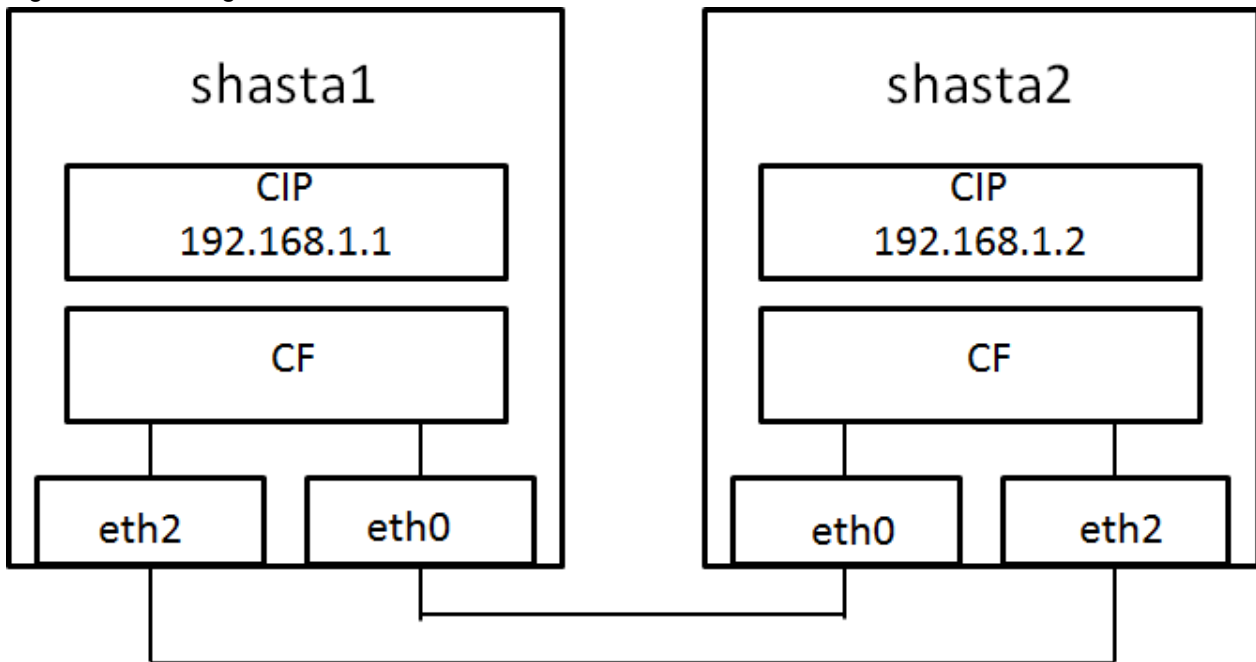 shasta1
CIP
192.168.1.1
CF
eth2
eth0
shasta2
CIP
192.168.1.2
CF
eth0
eth2